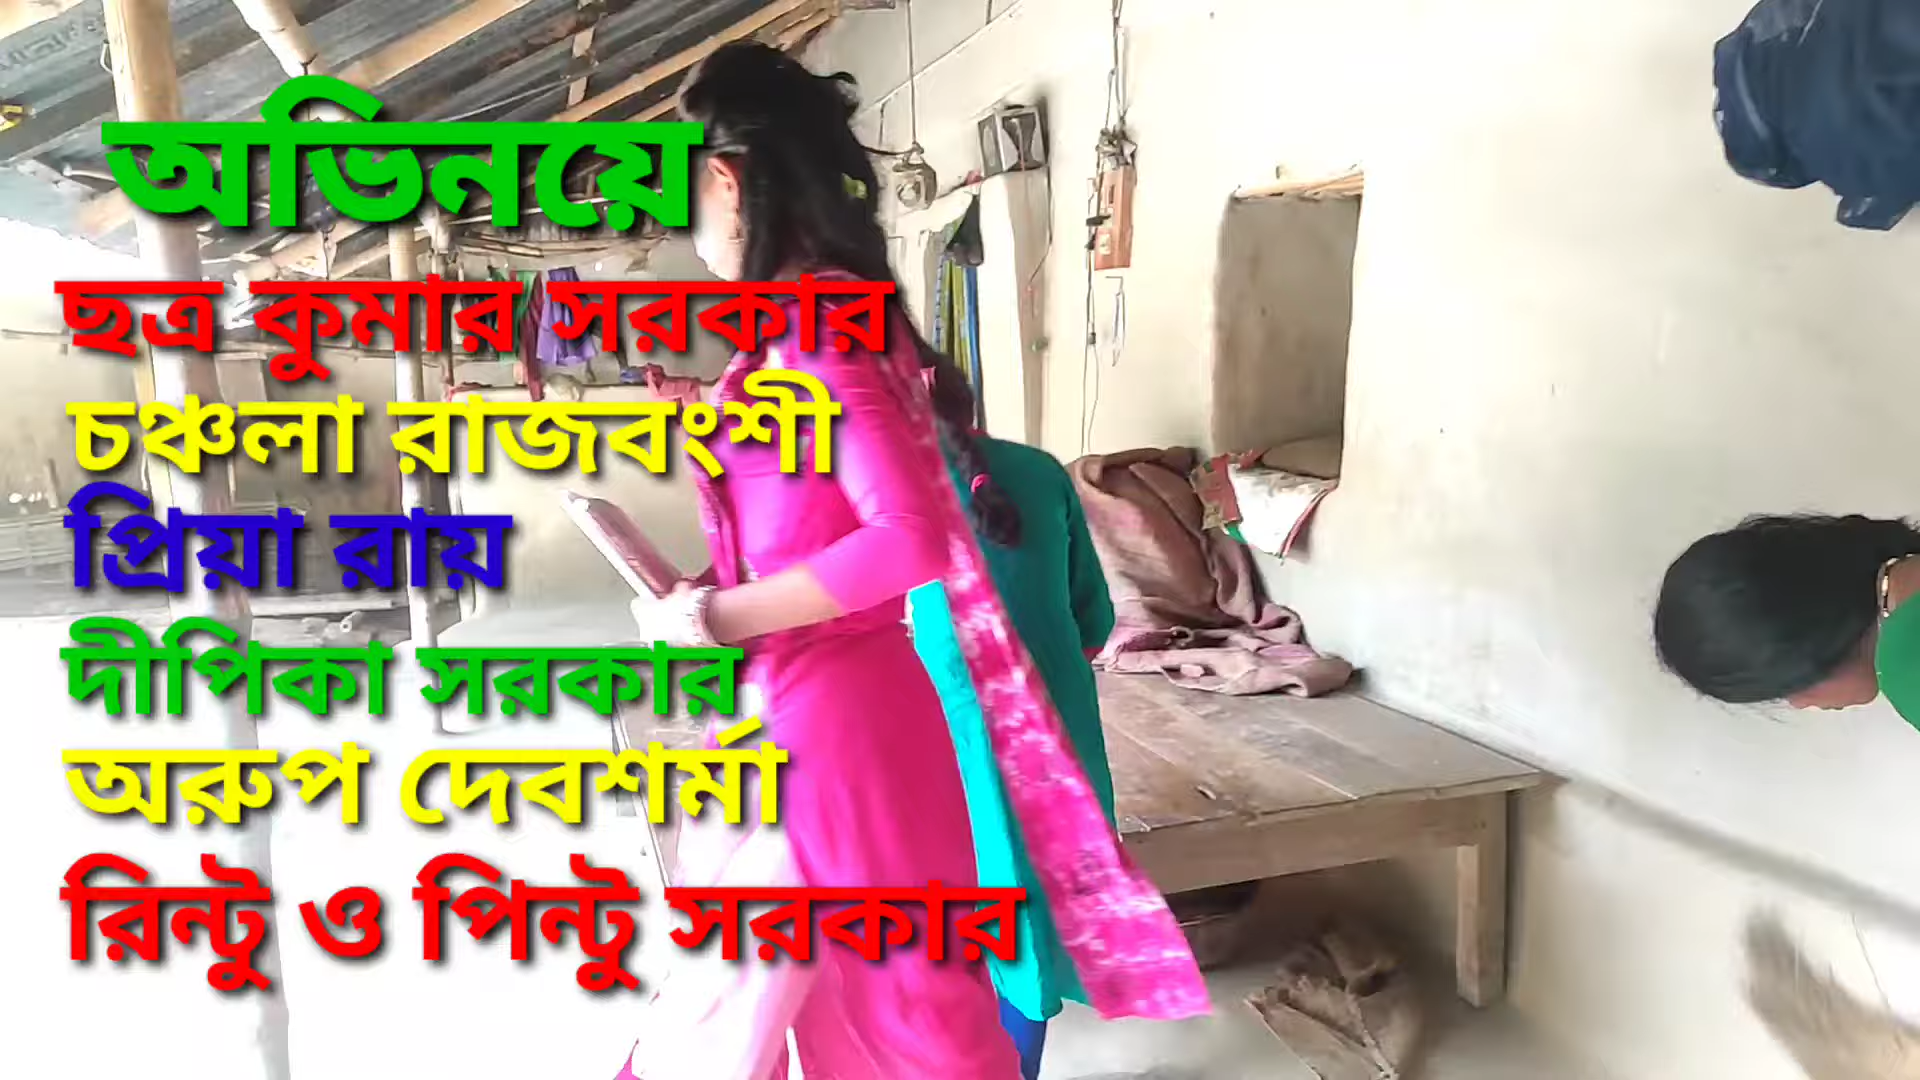 অভিনয়ে
ছত্র কুমার সরকার
চঞ্চলা রাজবংশী
প্রিয়া রায়
দীপিকা সরকার
অরুপ দেবশর্মা
রিন্টু ও পিন্টু সরকার